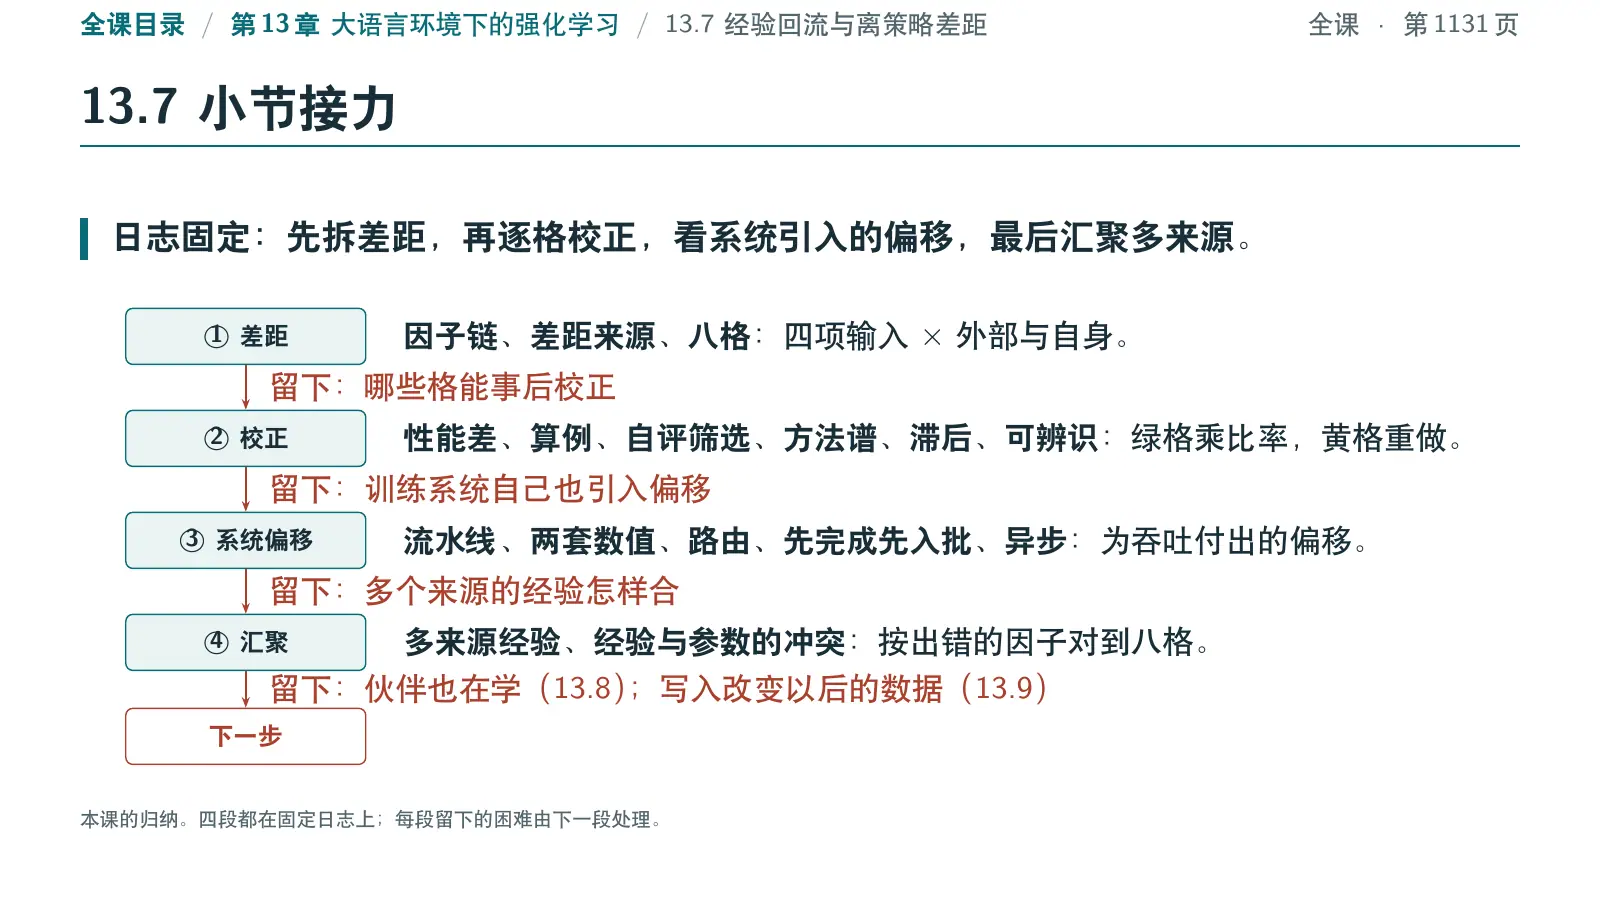 全课目录 / 第 13 章 大语言环境下的强化学习 / 13.7 经验回流与离策略差距 全课 · 第 1131 页
13.7 小节接力
日志固定：先拆差距，再逐格校正，看系统引入的偏移，最后汇聚多来源。
① 差距 因子链、差距来源、八格：四项输入 × 外部与自身。
留下：哪些格能事后校正
② 校正 性能差、算例、自评筛选、方法谱、滞后、可辨识：绿格乘比率，黄格重做。
留下：训练系统自己也引入偏移
③ 系统偏移 流水线、两套数值、路由、先完成先入批、异步：为吞吐付出的偏移。
留下：多个来源的经验怎样合
④ 汇聚 多来源经验、经验与参数的冲突：按出错的因子对到八格。
留下：伙伴也在学（13.8）；写入改变以后的数据（13.9）
下一步
本课的归纳。四段都在固定日志上；每段留下的困难由下一段处理。